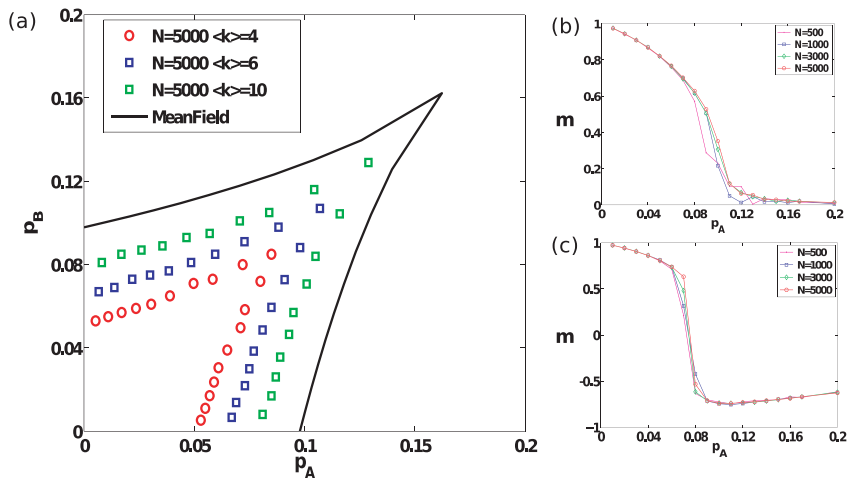 (a)
0.2
0.16
0.12
0.08
0.04
0
p_B
N=5000 <k>=4
N=5000 <k>=6
N=5000 <k>=10
MeanField
0 0.05 0.1 0.15 0.2
p_A
(b)
1
0.8
0.6
0.4
0.2
0
m
N=500
N=1000
N=3000
N=5000
0 0.04 0.08 0.12 0.16 0.2
p_A
(c)
1
0.5
0
-0.5
-1
m
N=500
N=1000
N=3000
N=5000
0 0.04 0.08 0.12 0.16 0.2
p_A